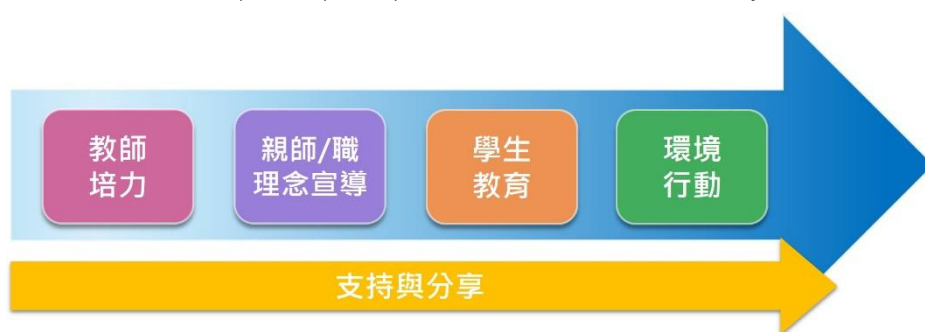 教師
培力
親師/職
理念宣導
學生
教育
環境
行動
支持與分享